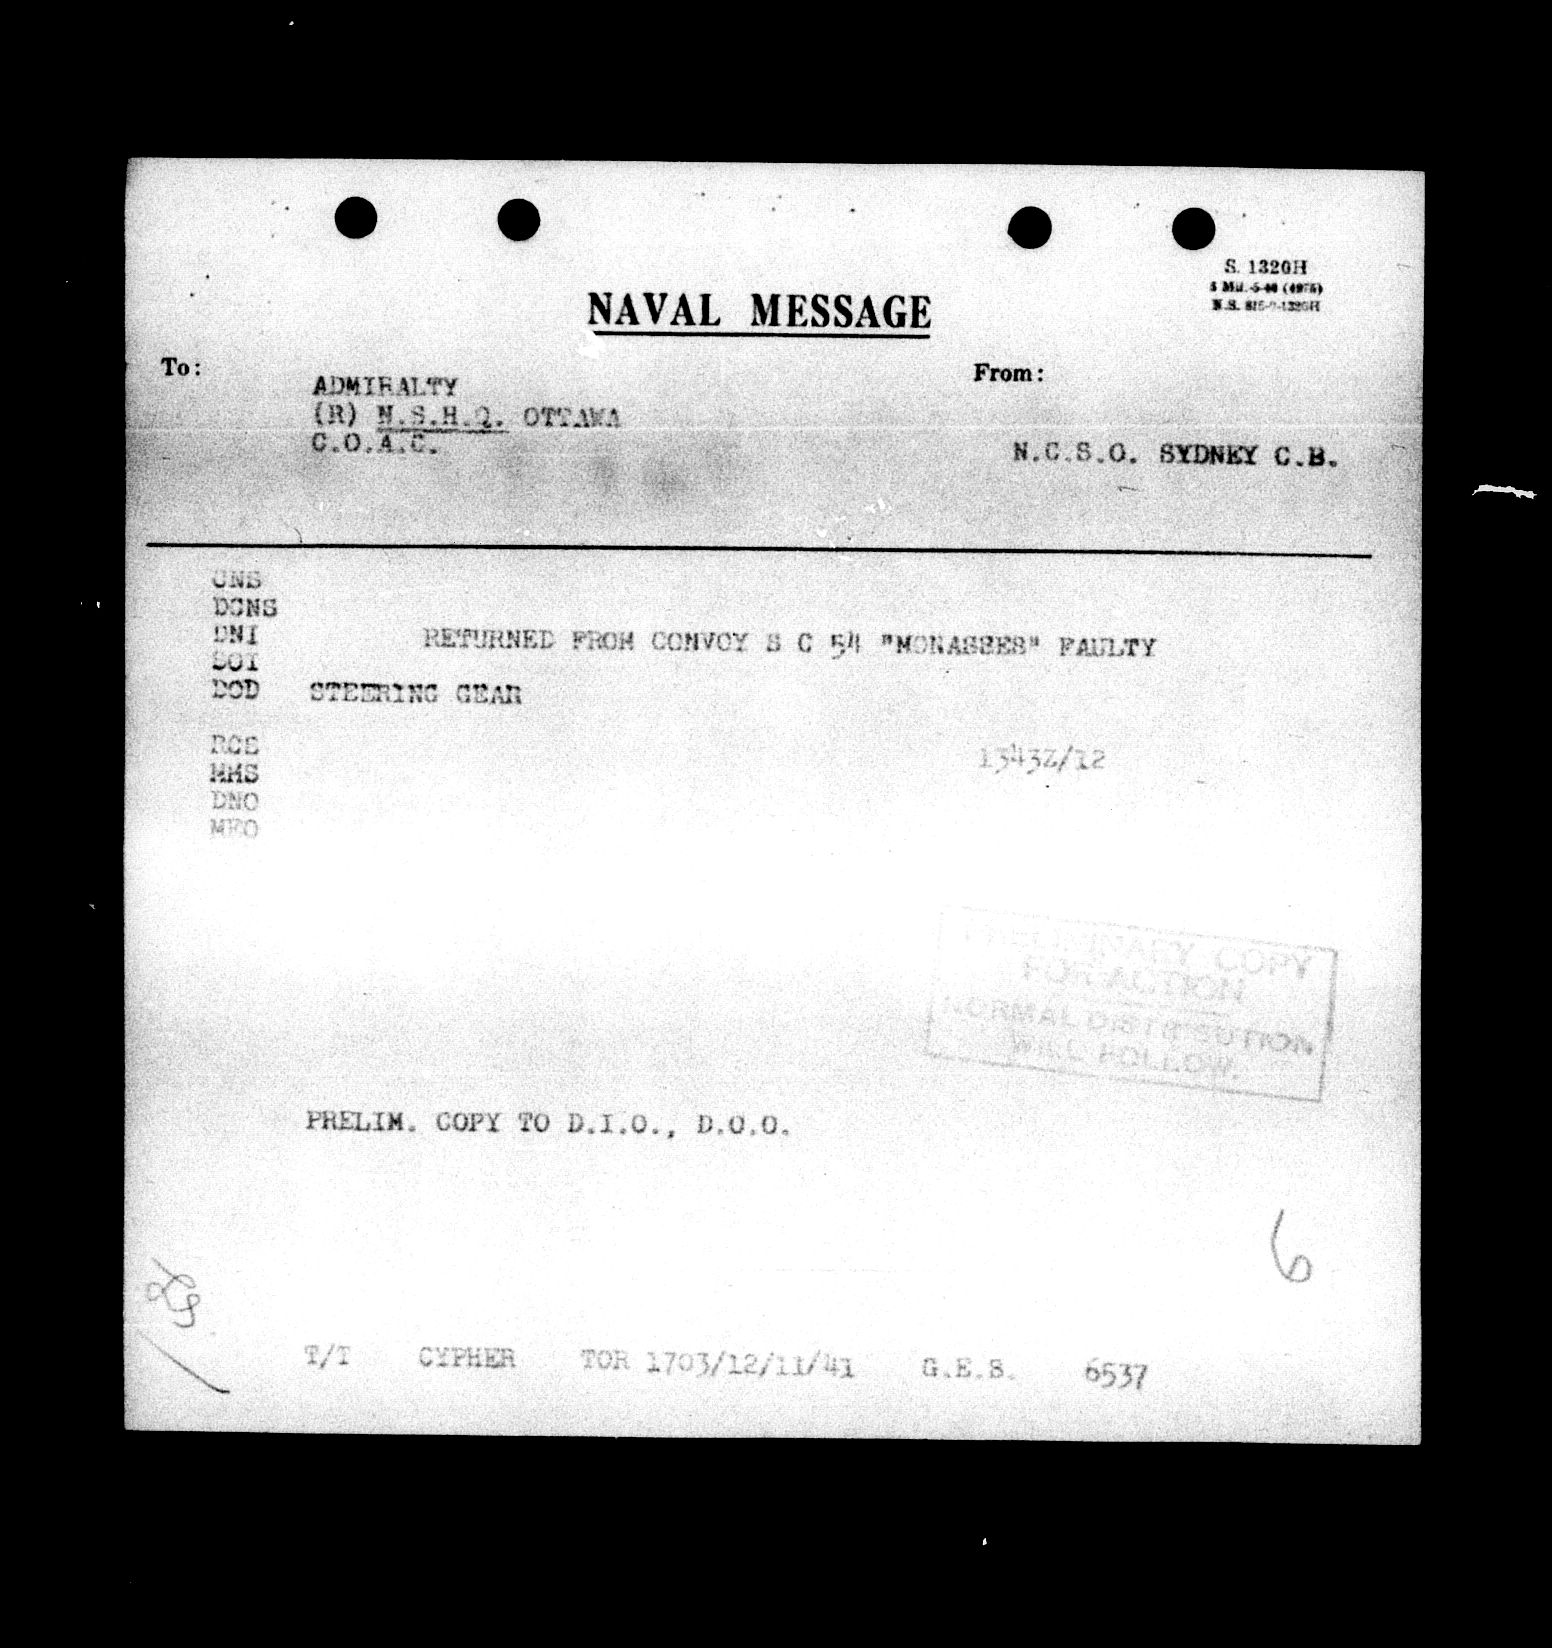 S. 1320H
NAVAL MESSAGE
To:
From:
ADMIRALTY
(R) N.S.H.Q. OTTAWA
C.O.A.C.
N.C.S.O. SYDNEY C.B.
CNS
DCNS
DNI
RETURNED FROM CONVOY S C 54 "MONASSES" FAULTY
DOI
DOD STEERING GEAR
RCS
1343Z/12
MMS
DNO
MEO
PRELIMINARY COPY
FOR ACTION
NORMAL DISTRIBUTION
WILL FOLLOW.
PRELIM. COPY TO D.I.O., D.O.O.
6
T/T CYPHER TOR 1703/12/11/41 G.E.S. 6537